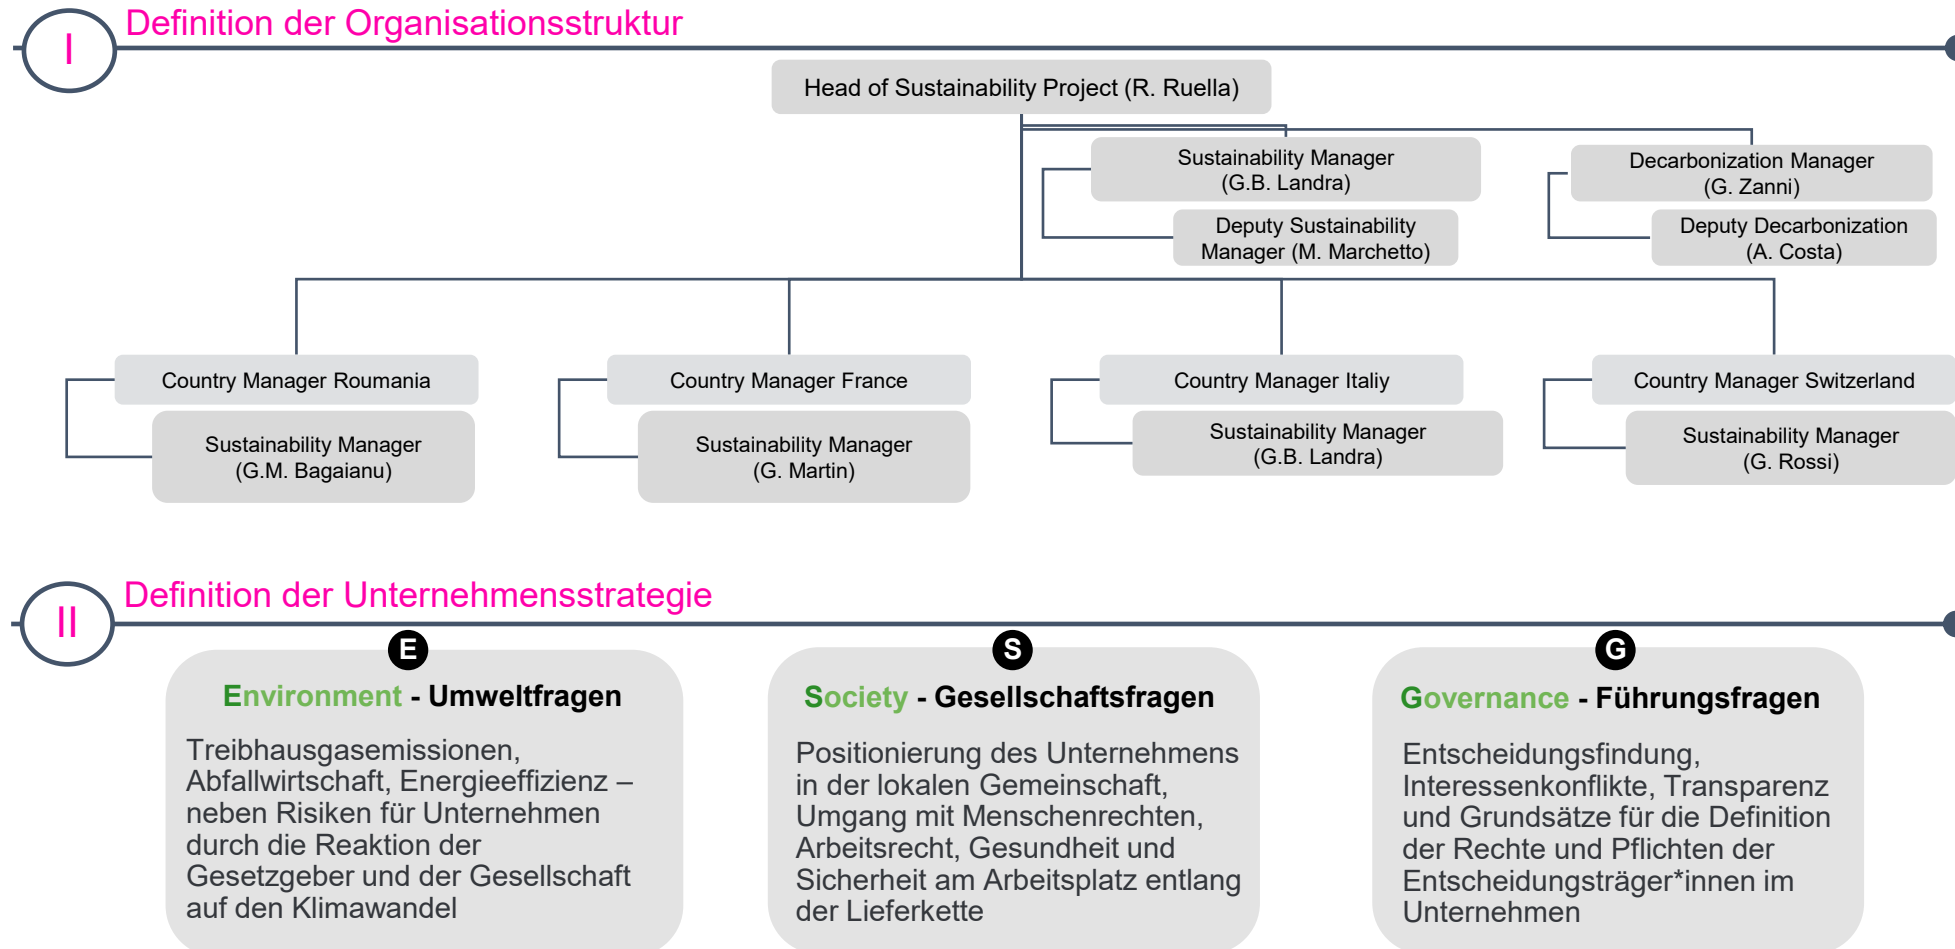 I
Definition der Organisationsstruktur
Head of Sustainability Project (R. Ruella)
Sustainability Manager
(G.B. Landra)
Decarbonization Manager
(G. Zanni)
Deputy Sustainability
Manager (M. Marchetto)
Deputy Decarbonization
(A. Costa)
Country Manager Roumania
Country Manager France
Country Manager Italiy
Country Manager Switzerland
Sustainability Manager
(G.M. Bagaianu)
Sustainability Manager
(G. Martin)
Sustainability Manager
(G.B. Landra)
Sustainability Manager
(G. Rossi)
II
Definition der Unternehmensstrategie
E
Environment - Umweltfragen
Treibhausgasemissionen,
Abfallwirtschaft, Energieeffizienz –
neben Risiken für Unternehmen
durch die Reaktion der
Gesetzgeber und der Gesellschaft
auf den Klimawandel
S
Society - Gesellschaftsfragen
Positionierung des Unternehmens
in der lokalen Gemeinschaft,
Umgang mit Menschenrechten,
Arbeitsrecht, Gesundheit und
Sicherheit am Arbeitsplatz entlang
der Lieferkette
G
Governance - Führungsfragen
Entscheidungsfindung,
Interessenkonflikte, Transparenz
und Grundsätze für die Definition
der Rechte und Pflichten der
Entscheidungsträger*innen im
Unternehmen